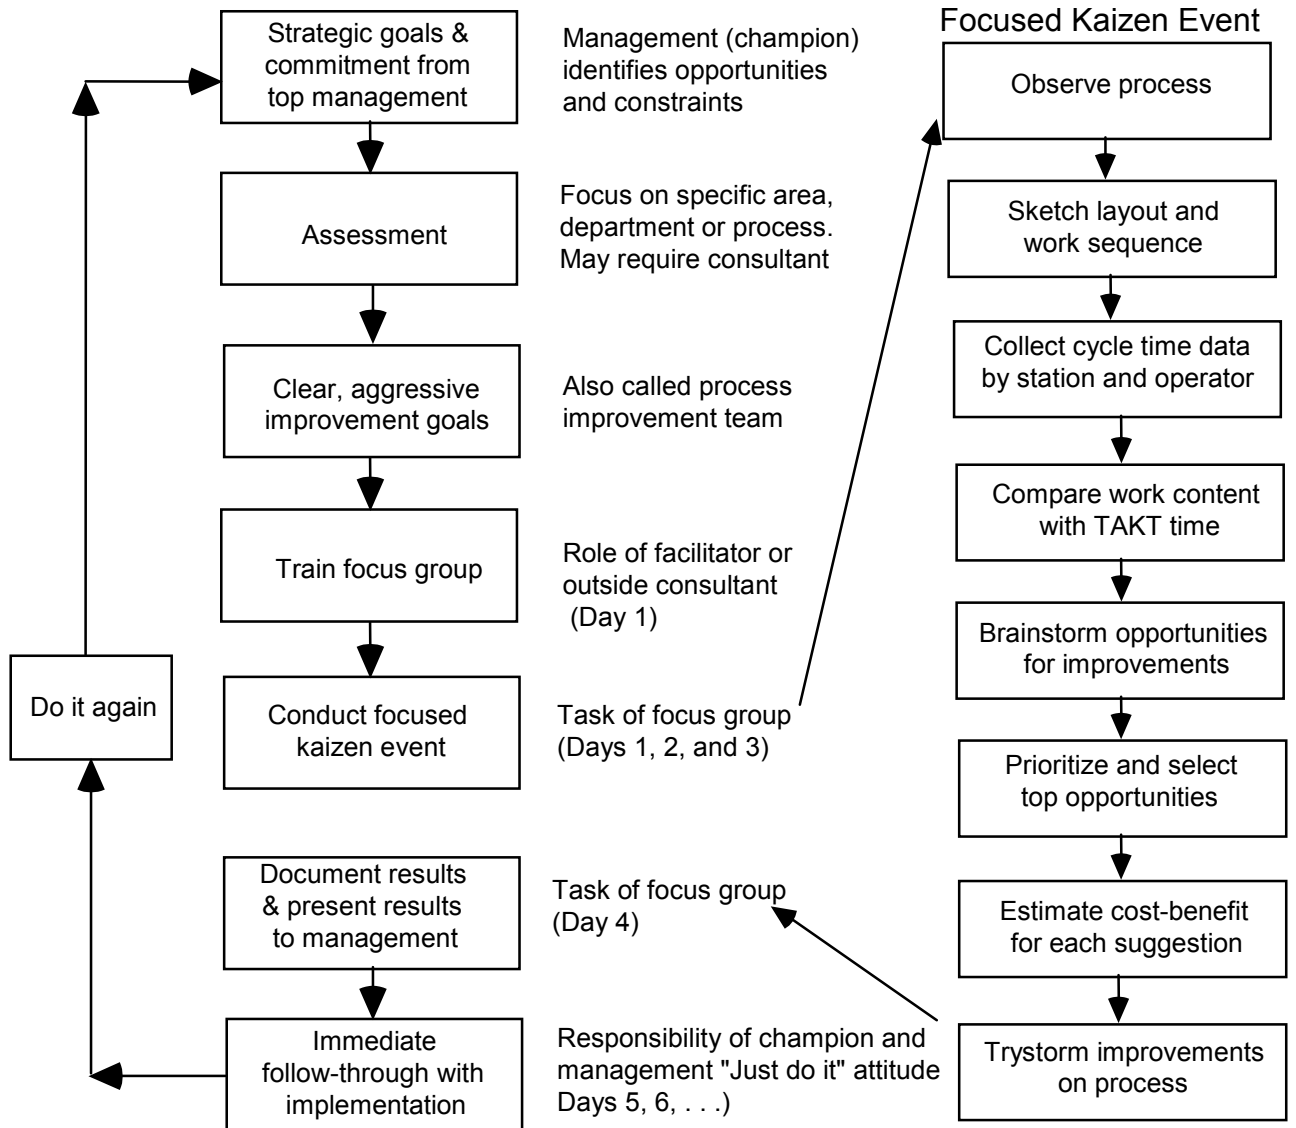 Strategic goals &
commitment from
top management
Management (champion)
identifies opportunities
and constraints
Assessment
Focus on specific area,
department or process.
May require consultant
Clear, aggressive
improvement goals
Also called process
improvement team
Train focus group
Role of facilitator or
outside consultant
(Day 1)
Do it again
Conduct focused
kaizen event
Task of focus group
(Days 1, 2, and 3)
Document results
& present results
to management
Task of focus group
(Day 4)
Immediate
follow-through with
implementation
Responsibility of champion and
management "Just do it" attitude
Days 5, 6, . . .)
Focused Kaizen Event
Observe process
Sketch layout and
work sequence
Collect cycle time data
by station and operator
Compare work content
with TAKT time
Brainstorm opportunities
for improvements
Prioritize and select
top opportunities
Estimate cost-benefit
for each suggestion
Trystorm improvements
on process